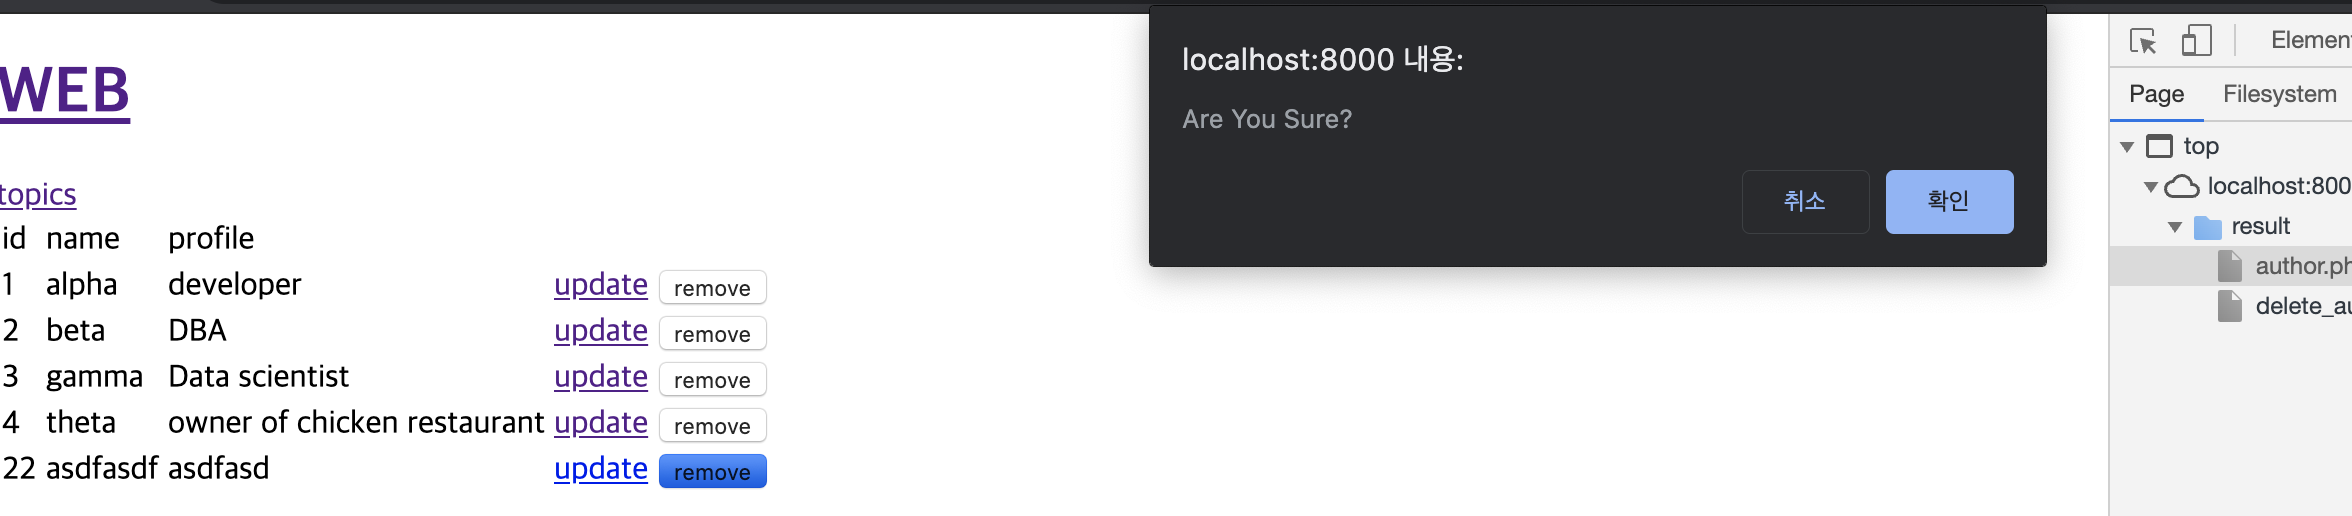 WEB
topics
id name profile
1 alpha developer update remove
2 beta DBA update remove
3 gamma Data scientist update remove
4 theta owner of chicken restaurant update remove
22 asdfasdf asdfasd update remove
localhost:8000 내용:
Are You Sure?
취소 확인
Elemen
Page Filesystem
top
localhost:800
result
author.ph
delete_au